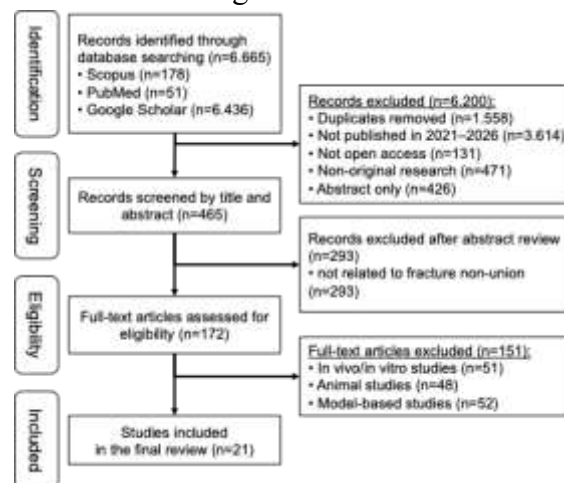 Identification
Records identified through
database searching (n=6.665)
• Scopus (n=178)
• PubMed (n=51)
• Google Scholar (n=6.436)
Records excluded (n=6.200):
• Duplicates removed (n=1.558)
• Not published in 2021–2026 (n=3.614)
• Not open access (n=131)
• Non-original research (n=471)
• Abstract only (n=426)
Screening
Records screened by title and
abstract (n=465)
Records excluded after abstract review
(n=293)
• not related to fracture non-union
(n=293)
Eligibility
Full-text articles assessed for
eligibility (n=172)
Full-text articles excluded (n=151):
• In vivo/in vitro studies (n=51)
• Animal studies (n=48)
• Model-based studies (n=52)
Included
Studies included
in the final review (n=21)